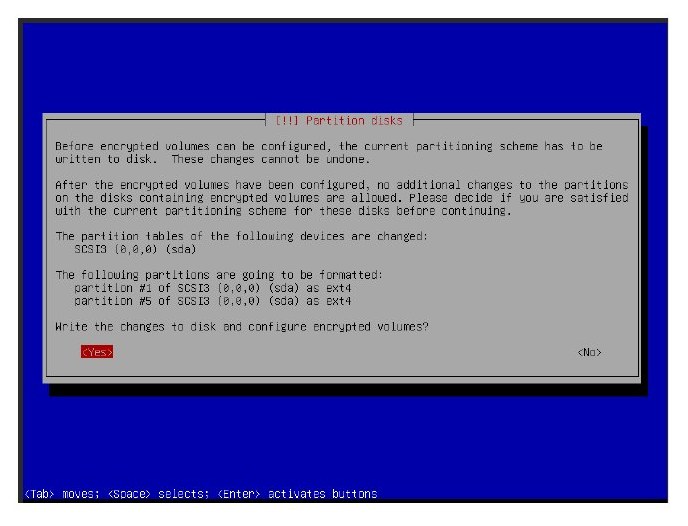 [!!] Partition disks
Before encrypted volumes can be configured, the current partitioning scheme has to be
written to disk.  These changes cannot be undone.
After the encrypted volumes have been configured, no additional changes to the partitions
on the disks containing encrypted volumes are allowed. Please decide if you are satisfied
with the current partitioning scheme for these disks before continuing.
The partition tables of the following devices are changed:
SCSI3 (0,0,0) (sda)
The following partitions are going to be formatted:
partition #1 of SCSI3 (0,0,0) (sda) as ext4
partition #5 of SCSI3 (0,0,0) (sda) as ext4
Write the changes to disk and configure encrypted volumes?
<Yes> <No>
<Tab> moves; <Space> selects; <Enter> activates buttons